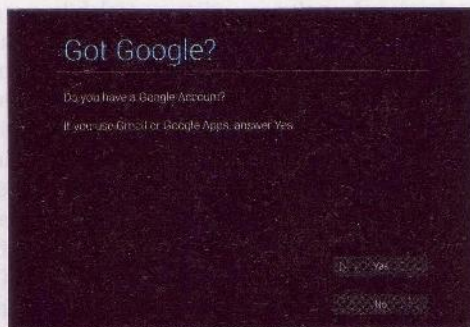 Got Google?
Do you have a Google Account?
If you use Gmail or Google Apps, answer Yes.
Yes
No